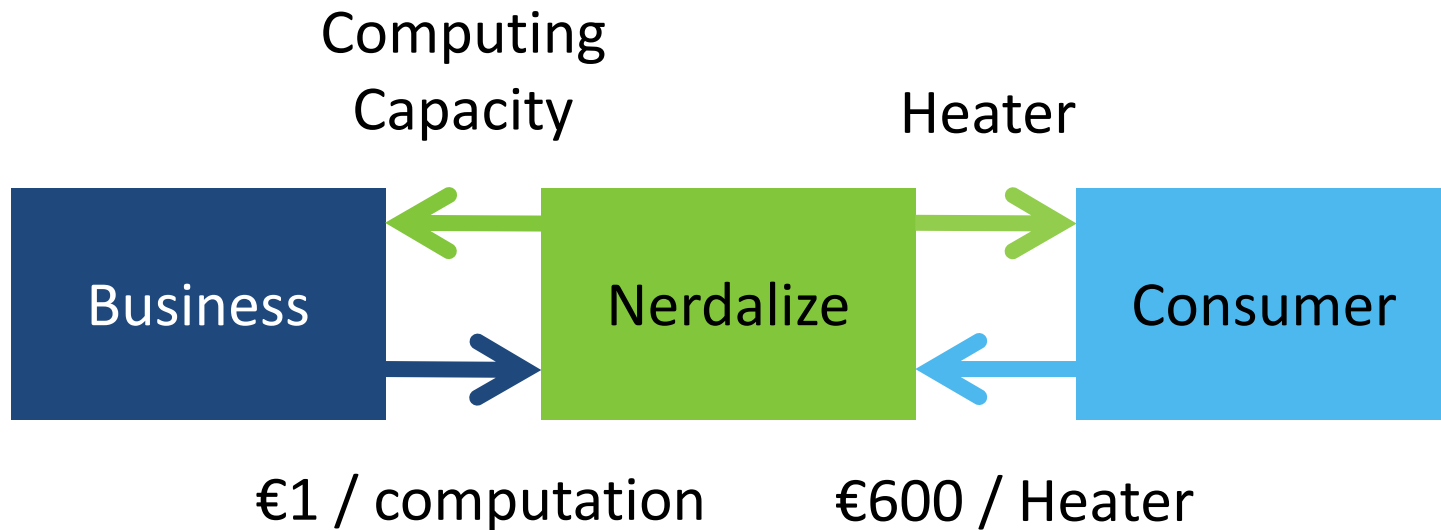 Computing
Capacity
Heater
Business
Nerdalize
Consumer
€1 / computation
€600 / Heater